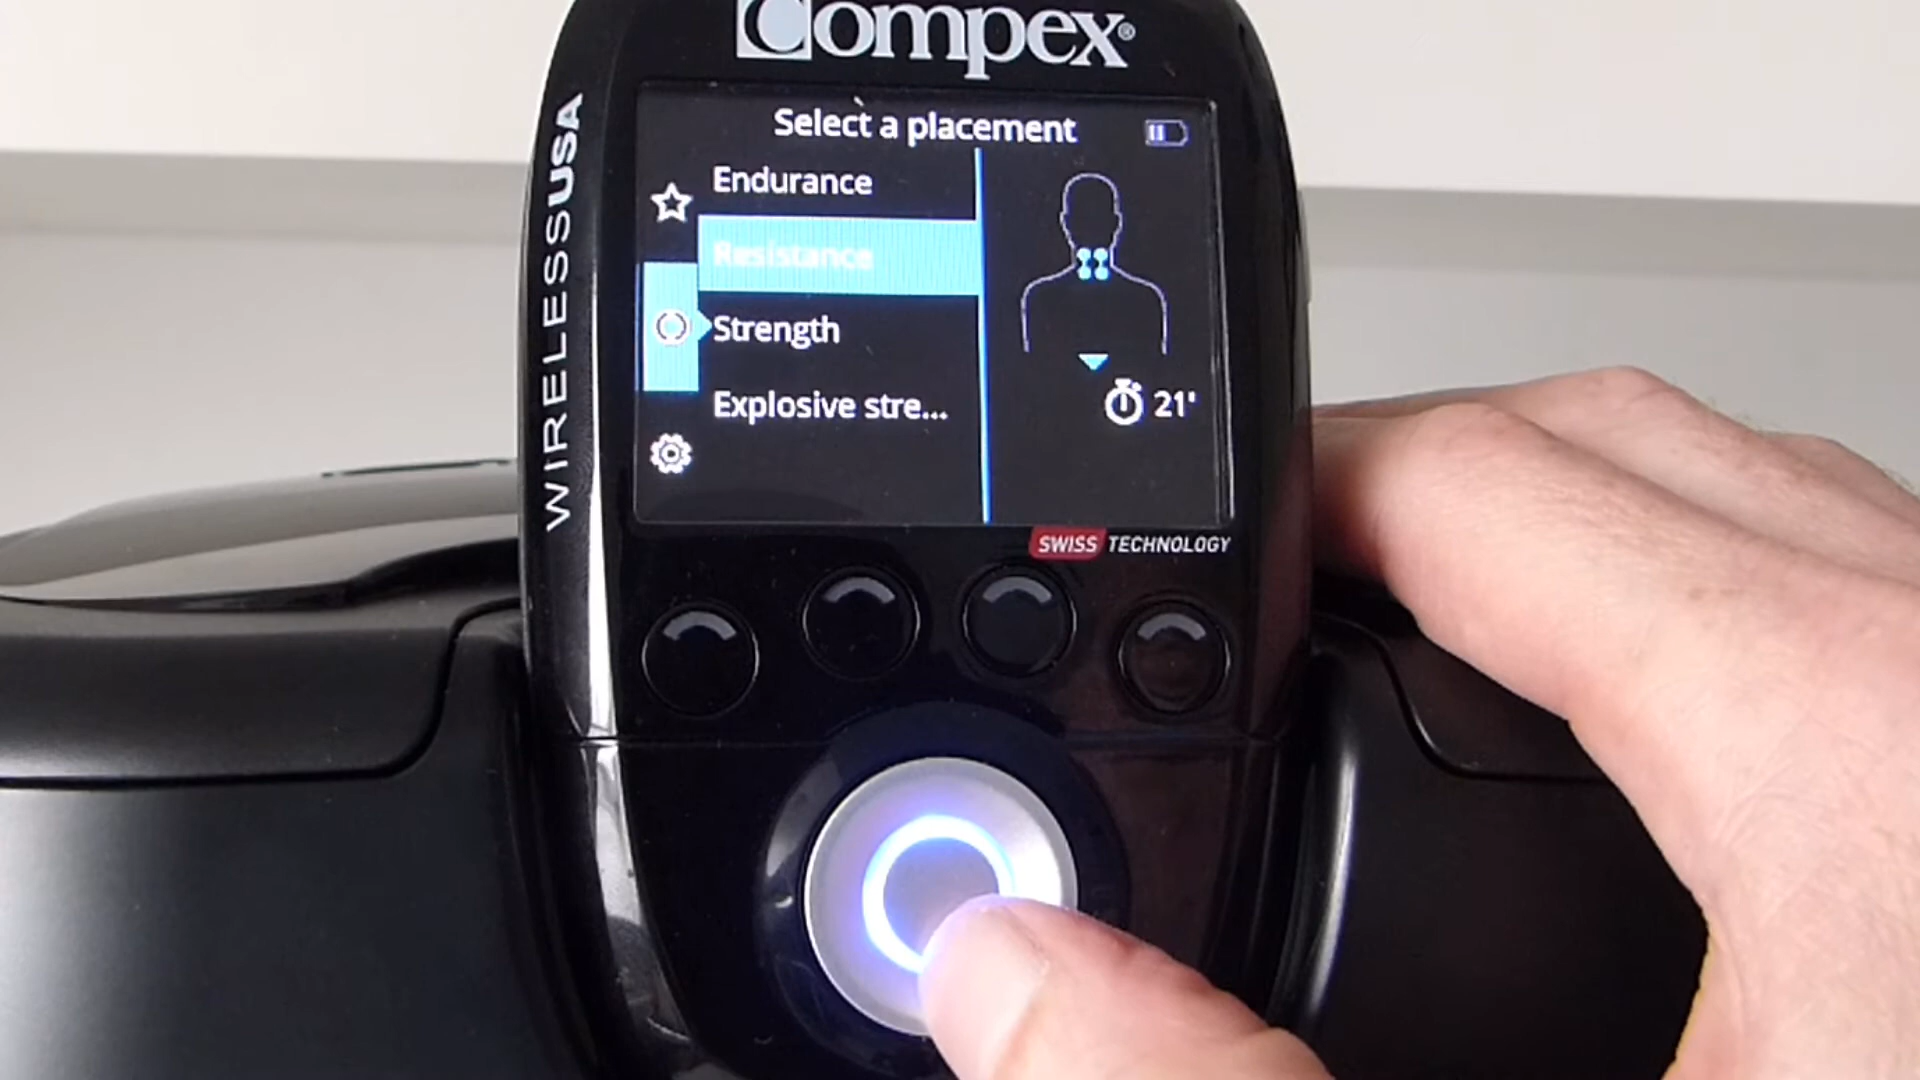 Compex®
WIRELESS USA
Select a placement
Endurance
Resistance
Strength
Explosive stre...
21'
SWISS TECHNOLOGY